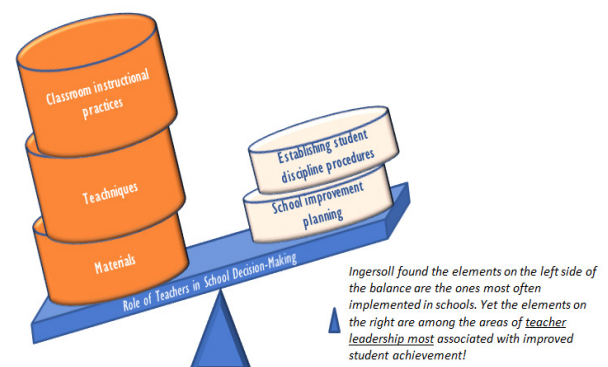 Classroom instructional
practices
Teachniques
Materials
Establishing student
discipline procedures
School improvement
planning
Role of Teachers in School Decision-Making
Ingersoll found the elements on the left side of
the balance are the ones most often
implemented in schools. Yet the elements on
the right are among the areas of teacher
leadership most associated with improved
student achievement!